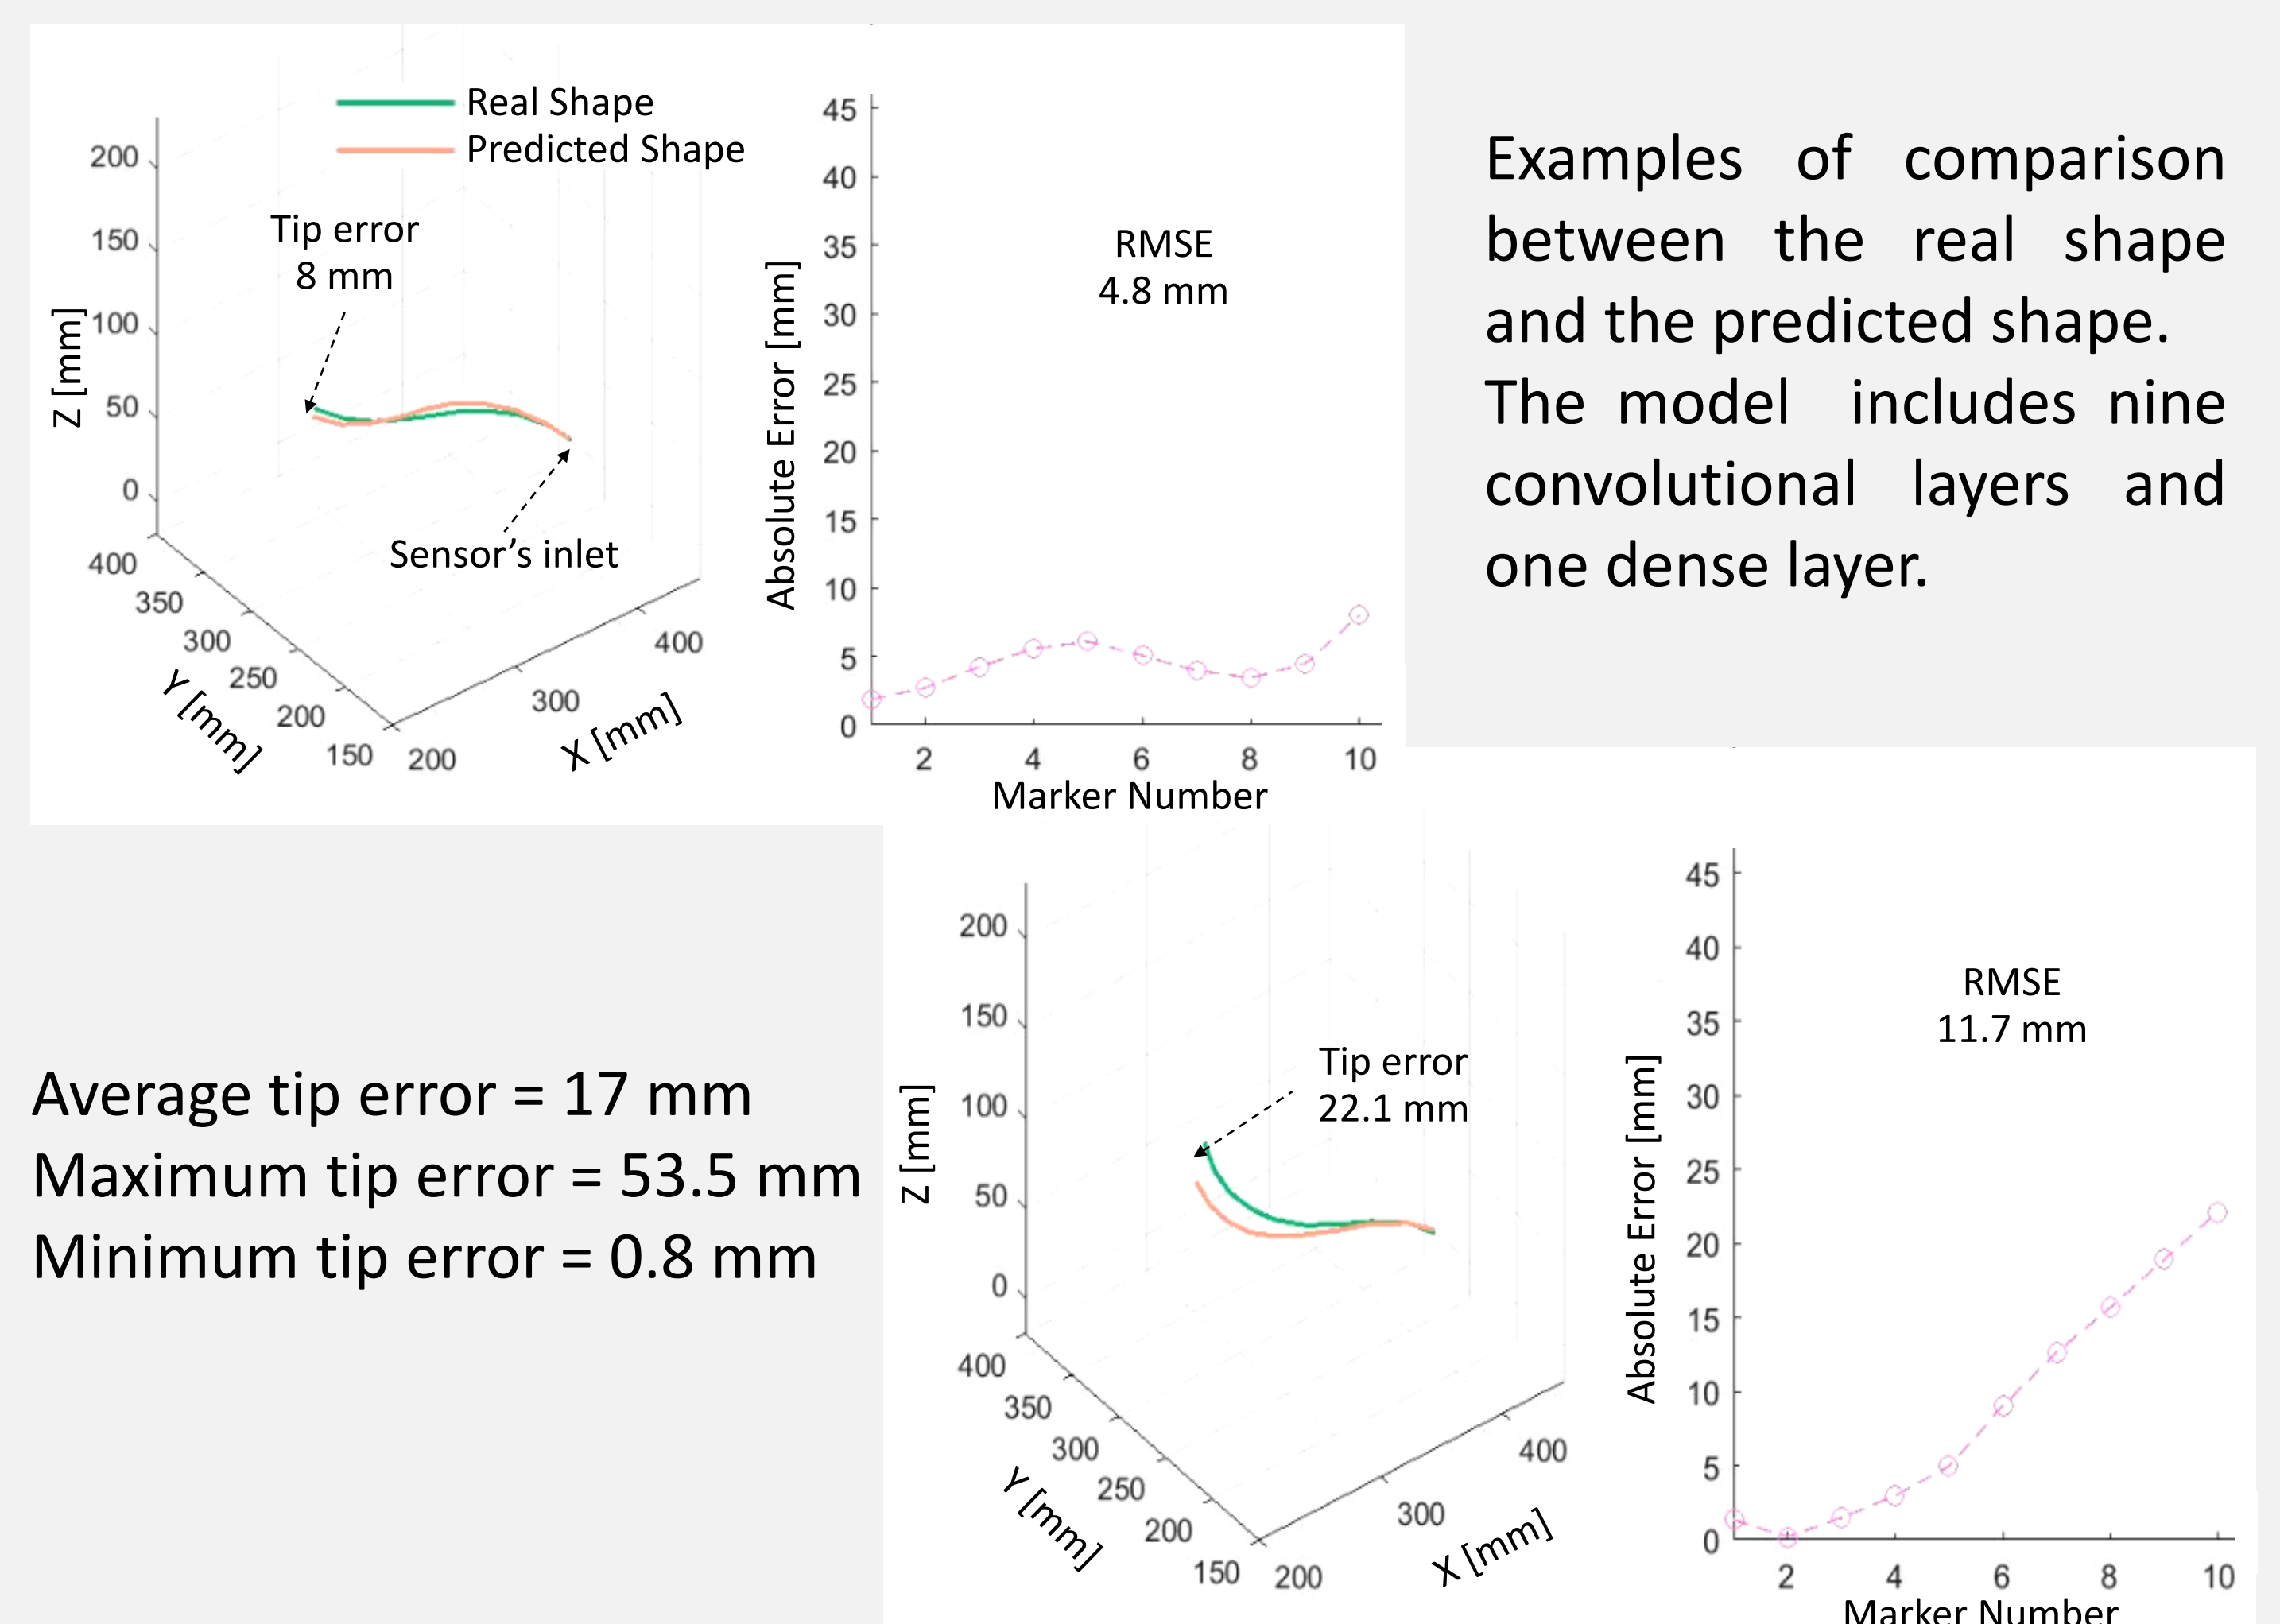 Real Shape
Predicted Shape
Tip error
8 mm
Sensor's inlet
Z [mm]
200
150
100
50
0
Y [mm]
400
350
300
250
200
150
X [mm]
200
300
400
Absolute Error [mm]
45
40
35
30
25
20
15
10
5
0
RMSE
4.8 mm
2 4 6 8 10
Marker Number
Examples of comparison
between the real shape
and the predicted shape.
The model includes nine
convolutional layers and
one dense layer.
Average tip error = 17 mm
Maximum tip error = 53.5 mm
Minimum tip error = 0.8 mm
Tip error
22.1 mm
Z [mm]
200
150
100
50
0
Y [mm]
400
350
300
250
200
150
X [mm]
200
300
400
Absolute Error [mm]
45
40
35
30
25
20
15
10
5
0
RMSE
11.7 mm
2 4 6 8 10
Marker Number